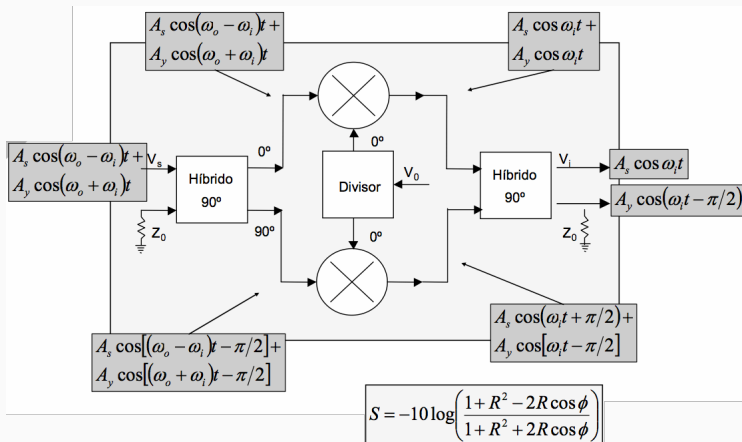 A_s cos(ω_o − ω_i)t +
A_y cos(ω_o + ω_i)t
A_s cos ω_i t +
A_y cos ω_i t
A_s cos(ω_o − ω_i)t +
A_y cos(ω_o + ω_i)t
V_s
Híbrido
90º
0º
90º
Z_0
0º
Divisor
0º
V_0
Híbrido
90º
V_i
Z_0
A_s cos ω_i t
A_y cos(ω_i t − π/2)
A_s cos[(ω_o − ω_i)t − π/2] +
A_y cos[(ω_o + ω_i)t − π/2]
A_s cos(ω_i t + π/2) +
A_y cos[ω_i t − π/2]
S = −10 log((1 + R² − 2R cos ϕ)/(1 + R² + 2R cos ϕ))